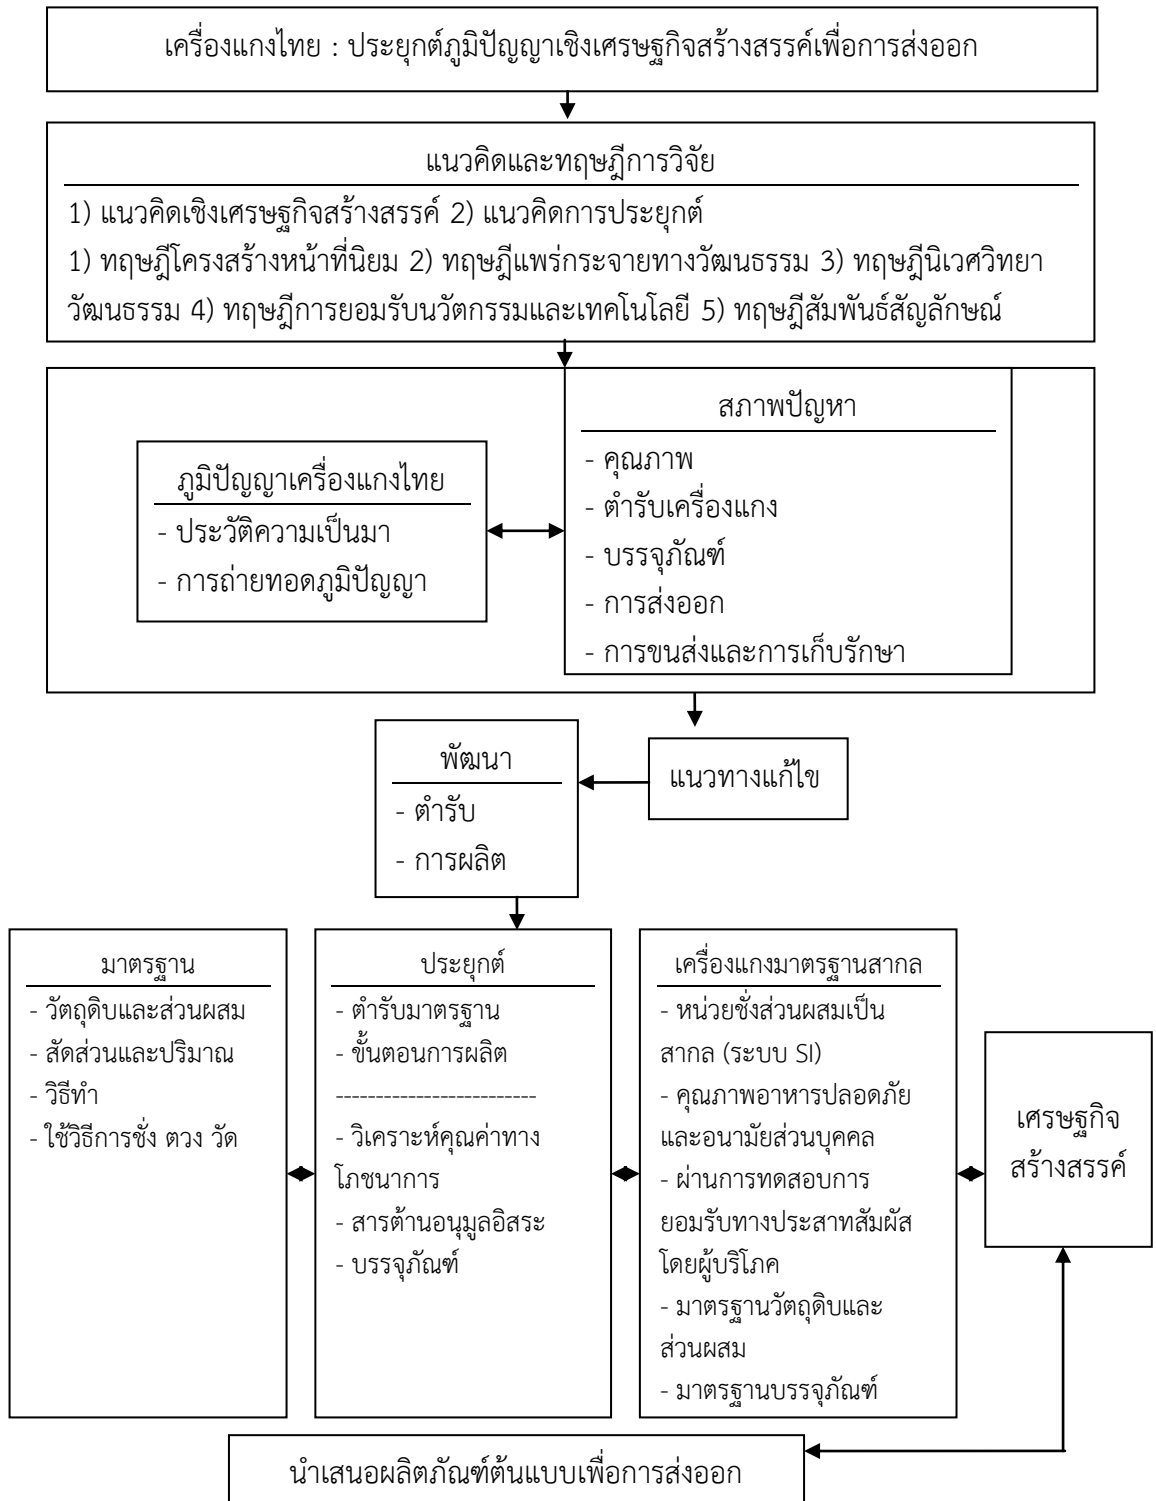 เครื่องแกงไทย : ประยุกต์ภูมิปัญญาเชิงเศรษฐกิจสร้างสรรค์เพื่อการส่งออก
แนวคิดและทฤษฎีการวิจัย
1) แนวคิดเชิงเศรษฐกิจสร้างสรรค์ 2) แนวคิดการประยุกต์
1) ทฤษฎีโครงสร้างหน้าที่นิยม 2) ทฤษฎีแพร่กระจายทางวัฒนธรรม 3) ทฤษฎีนิเวศวิทยา
วัฒนธรรม 4) ทฤษฎีการยอมรับนวัตกรรมและเทคโนโลยี 5) ทฤษฎีสัมพันธ์สัญลักษณ์
ภูมิปัญญาเครื่องแกงไทย
- ประวัติความเป็นมา
- การถ่ายทอดภูมิปัญญา
สภาพปัญหา
- คุณภาพ
- ตำรับเครื่องแกง
- บรรจุภัณฑ์
- การส่งออก
- การขนส่งและการเก็บรักษา
แนวทางแก้ไข
พัฒนา
- ตำรับ
- การผลิต
มาตรฐาน
- วัตถุดิบและส่วนผสม
- สัดส่วนและปริมาณ
- วิธีทำ
- ใช้วิธีการชั่ง ตวง วัด
ประยุกต์
- ตำรับมาตรฐาน
- ขั้นตอนการผลิต
-------------------------
- วิเคราะห์คุณค่าทาง
โภชนาการ
- สารต้านอนุมูลอิสระ
- บรรจุภัณฑ์
เครื่องแกงมาตรฐานสากล
- หน่วยชั่งส่วนผสมเป็น
สากล (ระบบ SI)
- คุณภาพอาหารปลอดภัย
และอนามัยส่วนบุคคล
- ผ่านการทดสอบการ
ยอมรับทางประสาทสัมผัส
โดยผู้บริโภค
- มาตรฐานวัตถุดิบและ
ส่วนผสม
- มาตรฐานบรรจุภัณฑ์
เศรษฐกิจ
สร้างสรรค์
นำเสนอผลิตภัณฑ์ต้นแบบเพื่อการส่งออก